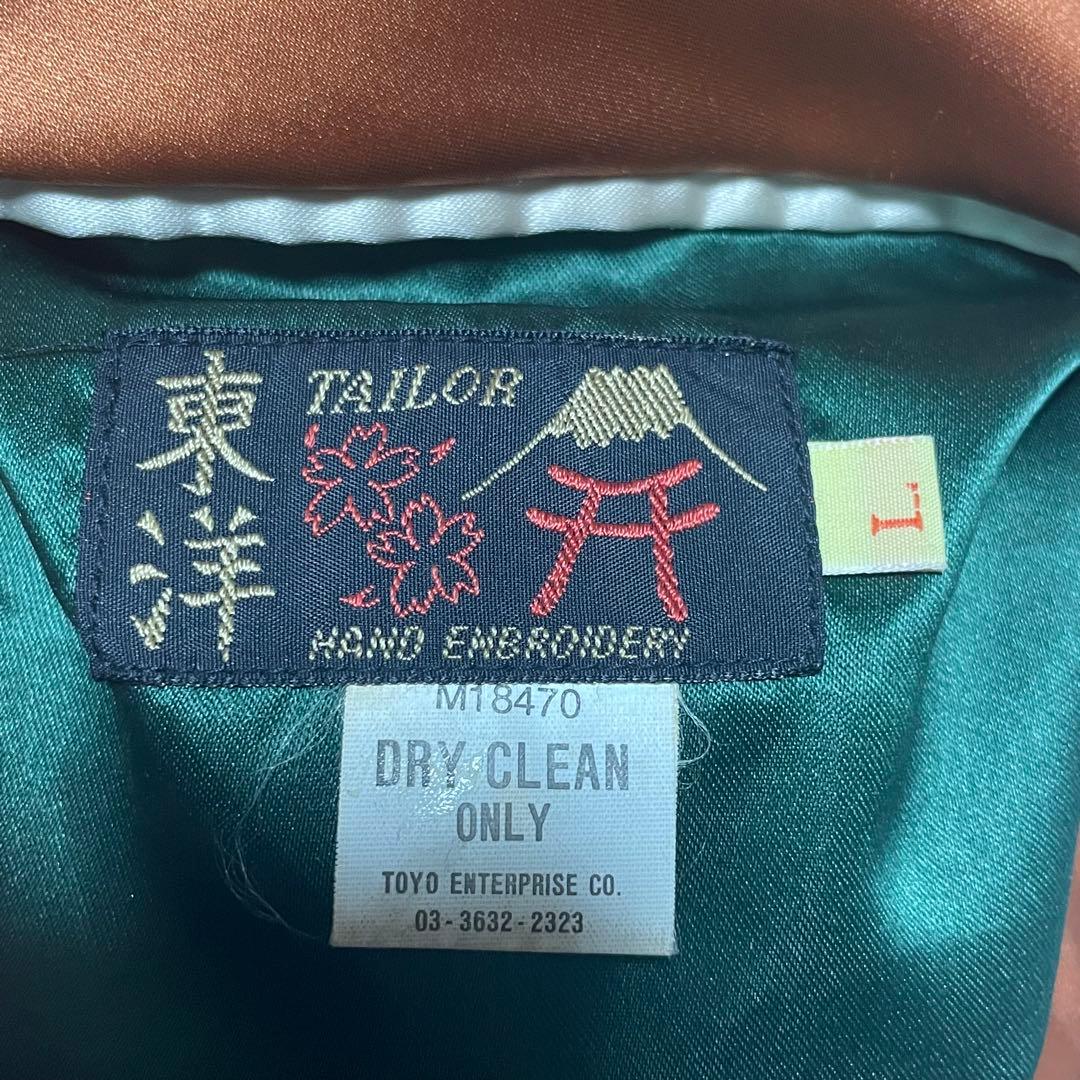 東洋
TAILOR
HAND EMBROIDERY
L
M18470
DRY CLEAN
ONLY
TOYO ENTERPRISE CO.
03-3632-2323